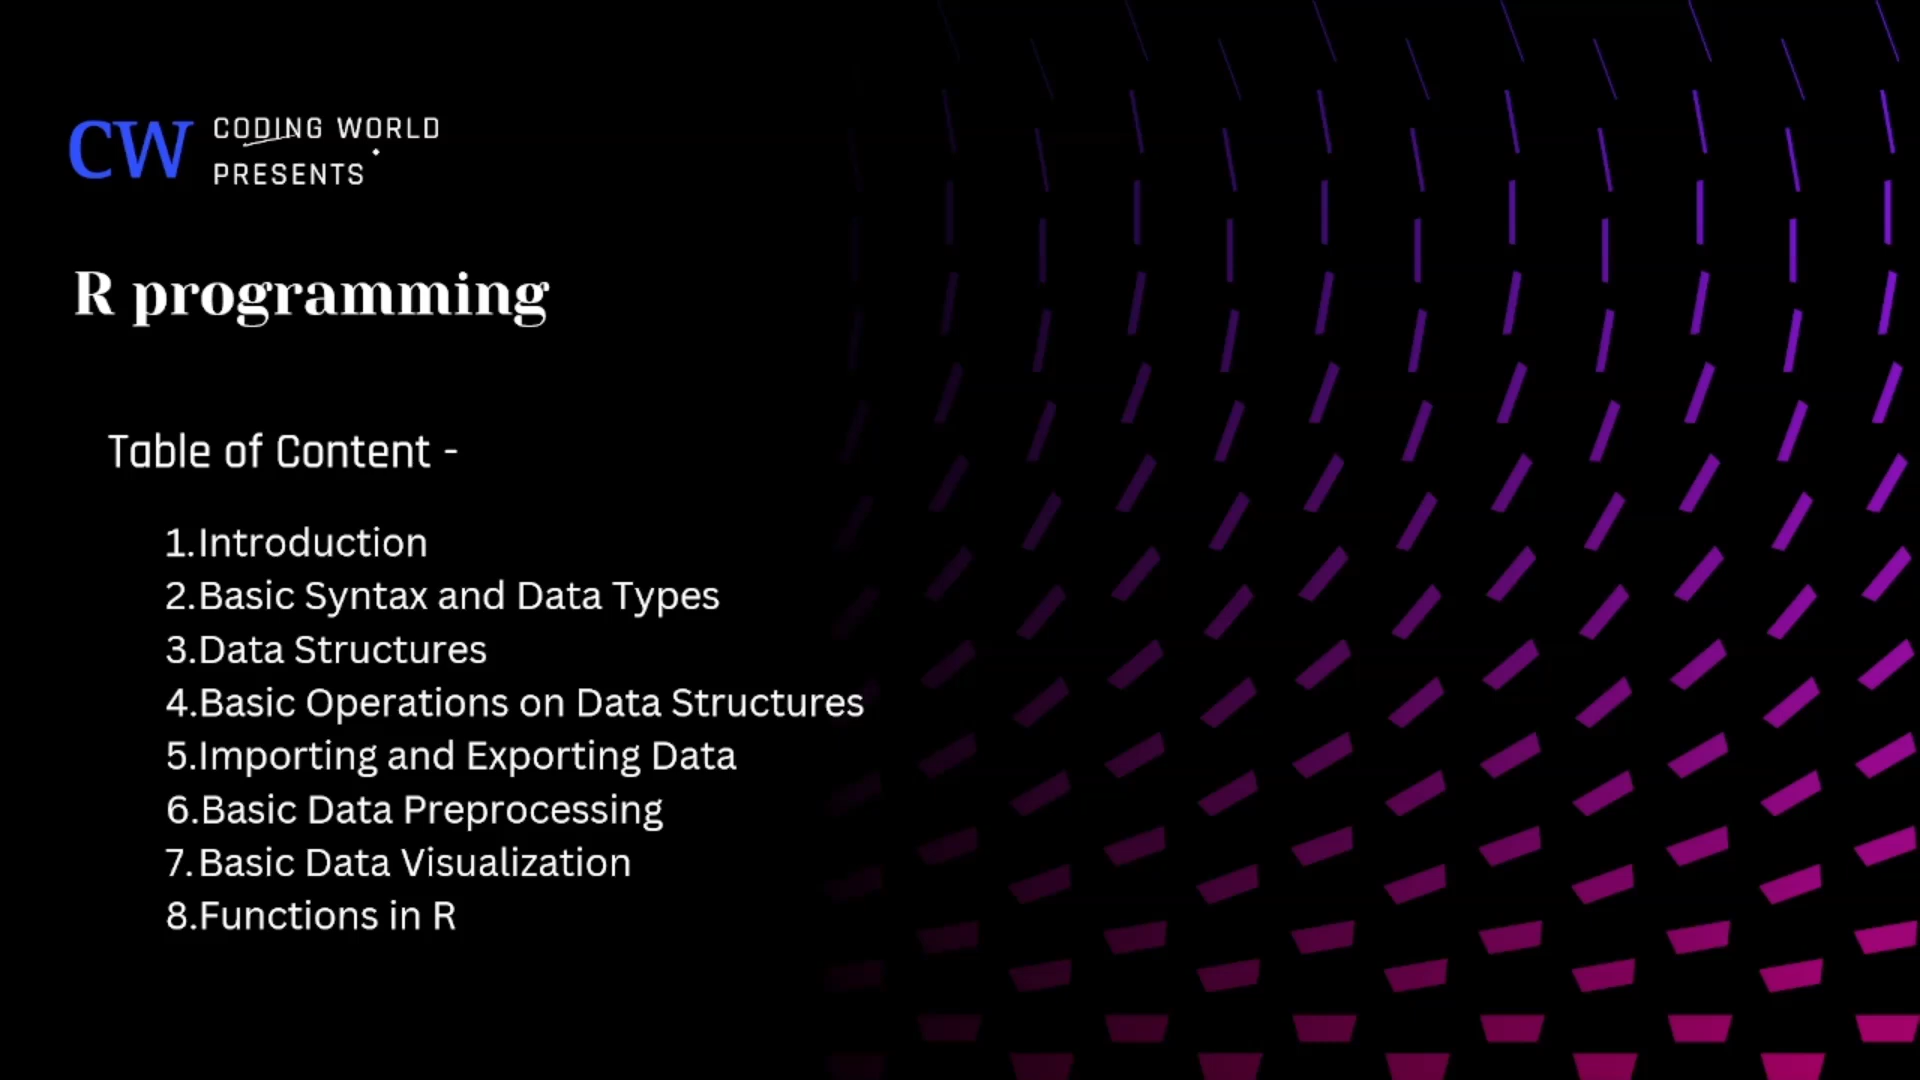 CW
CODING WORLD
PRESENTS
R programming
Table of Content -
1.Introduction
2.Basic Syntax and Data Types
3.Data Structures
4.Basic Operations on Data Structures
5.Importing and Exporting Data
6.Basic Data Preprocessing
7.Basic Data Visualization
8.Functions in R